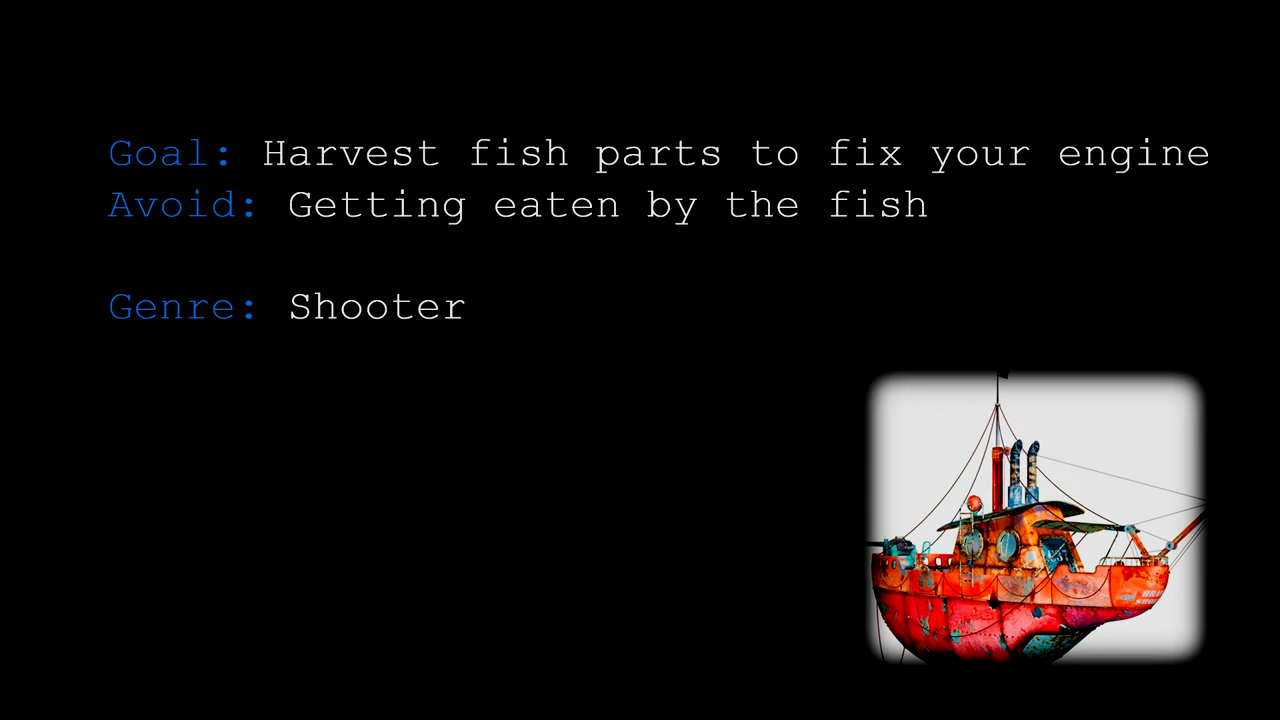 Goal: Harvest fish parts to fix your engine
Avoid: Getting eaten by the fish
Genre: Shooter